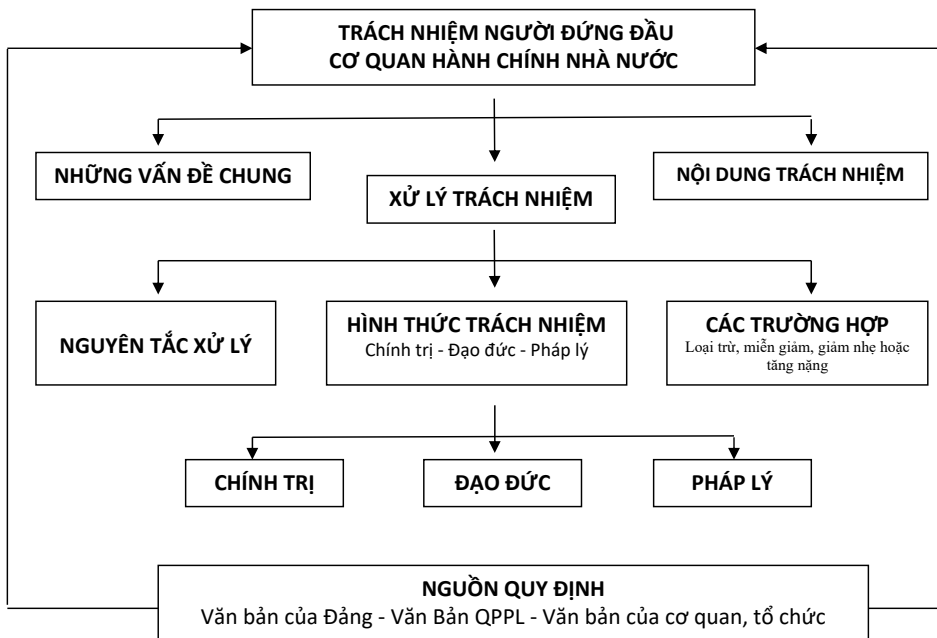 TRÁCH NHIỆM NGƯỜI ĐỨNG ĐẦU
CƠ QUAN HÀNH CHÍNH NHÀ NƯỚC
NHỮNG VẤN ĐỀ CHUNG
XỬ LÝ TRÁCH NHIỆM
NỘI DUNG TRÁCH NHIỆM
NGUYÊN TẮC XỬ LÝ
HÌNH THỨC TRÁCH NHIỆM
Chính trị - Đạo đức - Pháp lý
CÁC TRƯỜNG HỢP
Loại trừ, miễn giảm, giảm nhẹ hoặc
tăng nặng
CHÍNH TRỊ
ĐẠO ĐỨC
PHÁP LÝ
NGUỒN QUY ĐỊNH
Văn bản của Đảng - Văn Bản QPPL - Văn bản của cơ quan, tổ chức